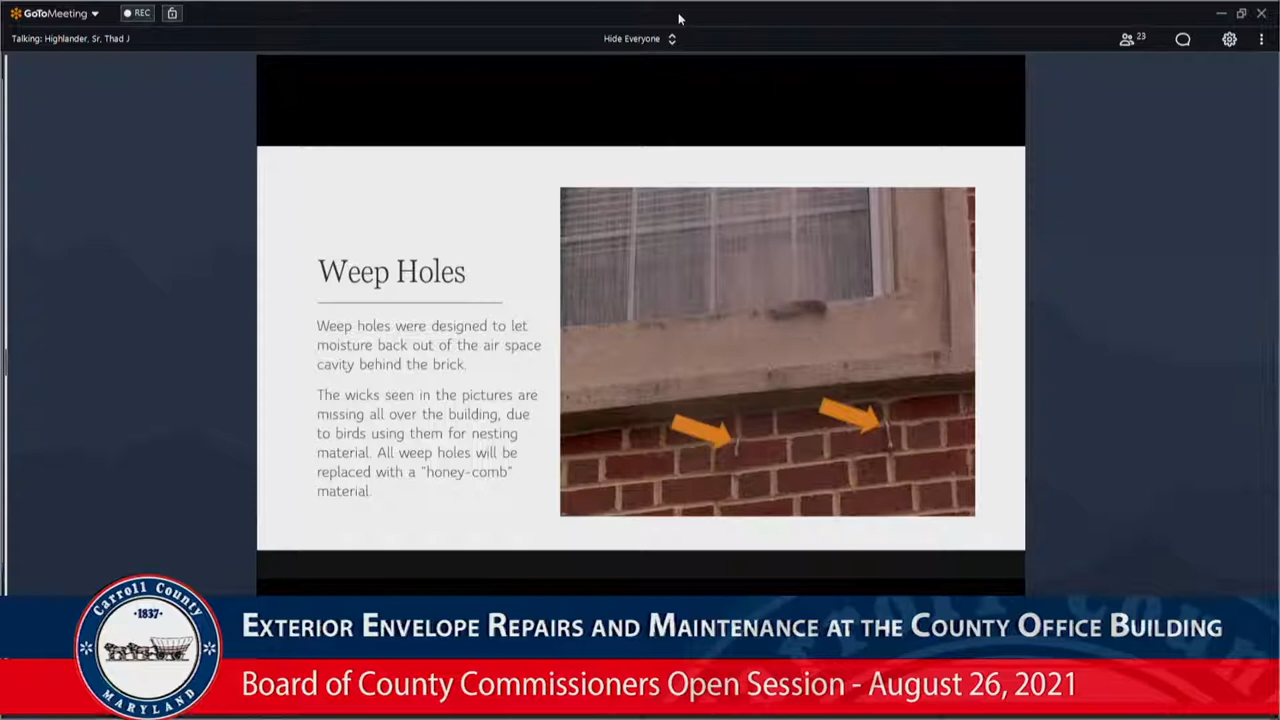 GoToMeeting
REC
Talking: Highlander, Sr, Thad J
Hide Everyone
23
Weep Holes
Weep holes were designed to let
moisture back out of the air space
cavity behind the brick.
The wicks seen in the pictures are
missing all over the building, due
to birds using them for nesting
material. All weep holes will be
replaced with a "honey-comb"
material.
Carroll County
1837
MARYLAND
EXTERIOR ENVELOPE REPAIRS AND MAINTENANCE AT THE COUNTY OFFICE BUILDING
Board of County Commissioners Open Session - August 26, 2021